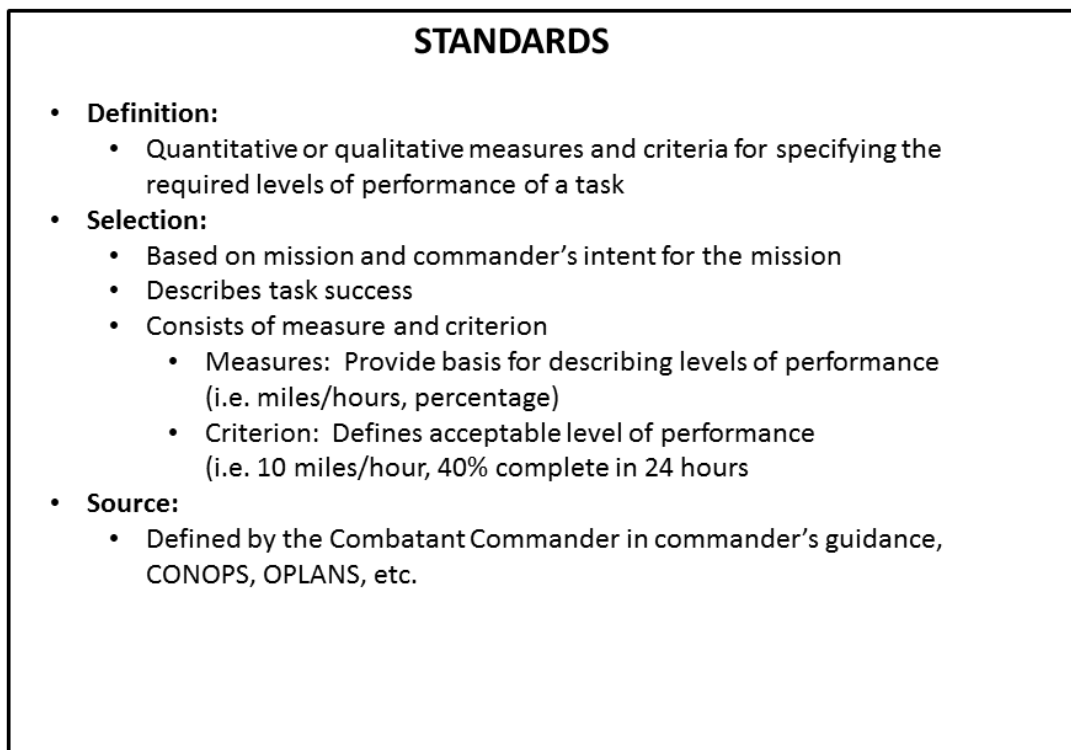 STANDARDS
• Definition:
• Quantitative or qualitative measures and criteria for specifying the
required levels of performance of a task
• Selection:
• Based on mission and commander’s intent for the mission
• Describes task success
• Consists of measure and criterion
• Measures:  Provide basis for describing levels of performance
(i.e. miles/hours, percentage)
• Criterion:  Defines acceptable level of performance
(i.e. 10 miles/hour, 40% complete in 24 hours
• Source:
• Defined by the Combatant Commander in commander’s guidance,
CONOPS, OPLANS, etc.